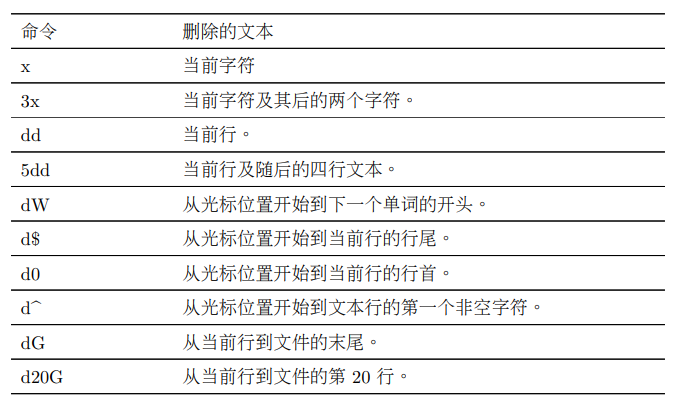 命令 删除的文本
x 当前字符
3x 当前字符及其后的两个字符。
dd 当前行。
5dd 当前行及随后的四行文本。
dW 从光标位置开始到下一个单词的开头。
d$ 从光标位置开始到当前行的行尾。
d0 从光标位置开始到当前行的行首。
d^ 从光标位置开始到文本行的第一个非空字符。
dG 从当前行到文件的末尾。
d20G 从当前行到文件的第 20 行。